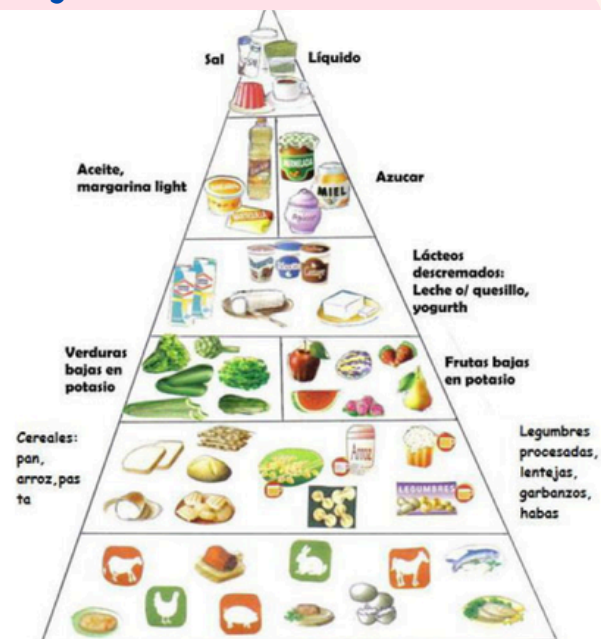 Sal
Líquido
Aceite,
margarina light
Azucar
MIEL
Lácteos
descremados:
Leche o/ quesillo,
yogurth
Verduras
bajas en
potasio
Frutas bajas
en potasio
Cereales:
pan,
arroz,pas
ta
Arroz
LEGUMBRES
Legumbres
procesadas,
lentejas,
garbanzos,
habas